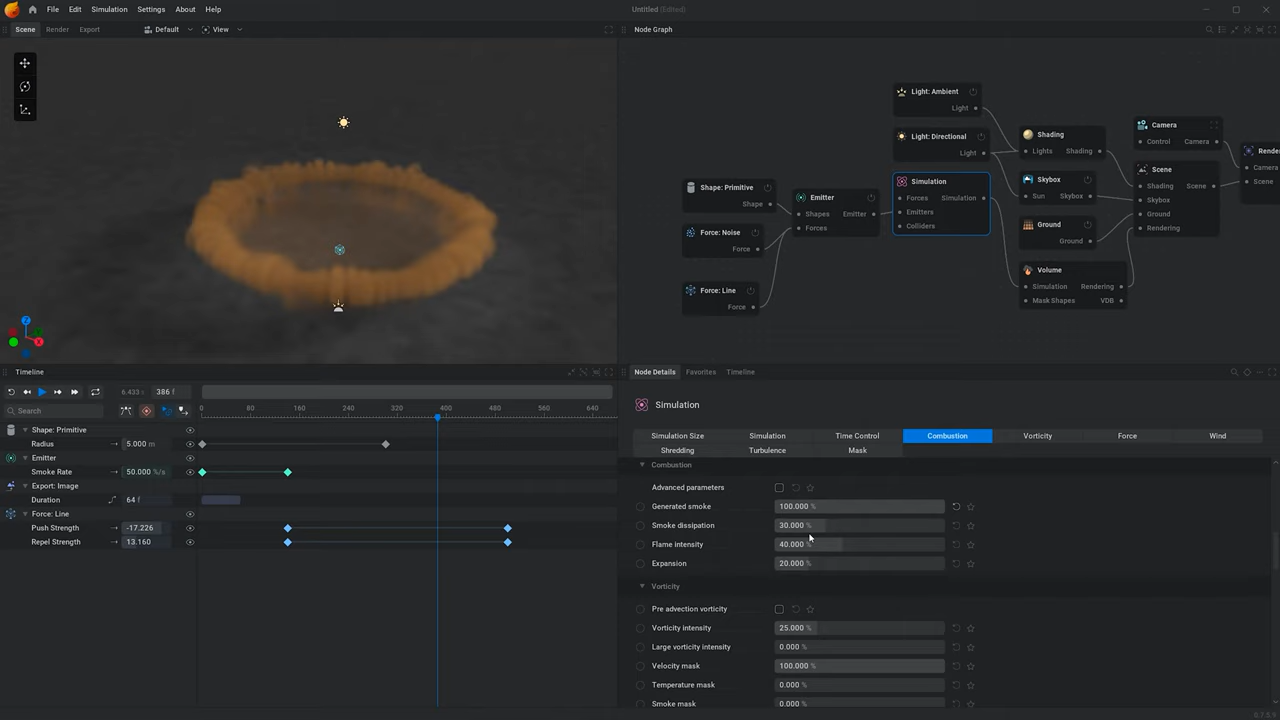 File Edit Simulation Settings About Help
Untitled (Edited)
Scene Render Export
Default
View
Node Graph
Light: Ambient
Light
Light: Directional
Light
Shape: Primitive
Shape
Force: Noise
Force
Force: Line
Force
Emitter
Shapes Emitter
Forces
Simulation
Forces Simulation
Emitters
Colliders
Shading
Lights Shading
Skybox
Sun Skybox
Ground
Ground
Volume
Simulation Rendering
Mask Shapes VDB
Camera
Control Camera
Scene
Shading Scene
Skybox
Ground
Rendering
Rende
Camera
Scene
Z
X
Timeline
6.433 s 386 f
0 80 160 240 320 400 480 560 640
Search
Shape: Primitive
Radius 5.000 m
Emitter
Smoke Rate 50.000 %/s
Export: Image
Duration 64 f
Force: Line
Push Strength -17.226
Repel Strength 13.160
Node Details Favorites Timeline
Simulation
Simulation Size Simulation Time Control Combustion Vorticity Force Wind
Shredding Turbulence Mask
Combustion
Advanced parameters
Generated smoke 100.000 %
Smoke dissipation 30.000 %
Flame intensity 40.000 %
Expansion 20.000 %
Vorticity
Pre advection vorticity
Vorticity intensity 25.000 %
Large vorticity intensity 0.000 %
Velocity mask 100.000 %
Temperature mask 0.000 %
Smoke mask 0.000 %